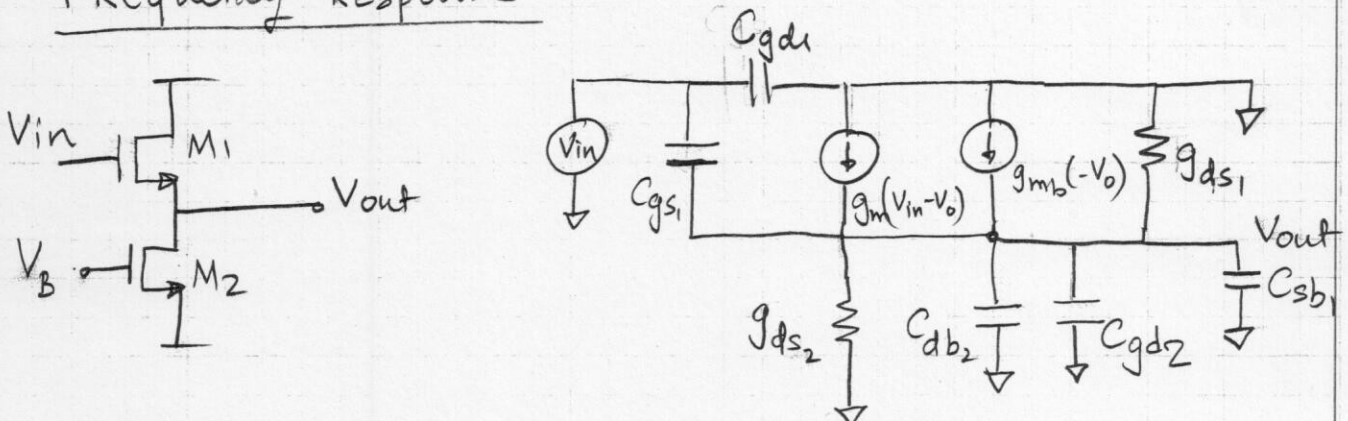 Frequency Response
Vin
M1
Vout
VB
M2
Vin
Cgs1
Cgd1
gm(Vin-Vo)
gmb(-Vo)
gds1
Vout
Csb1
gds2
Cdb2
Cgd2